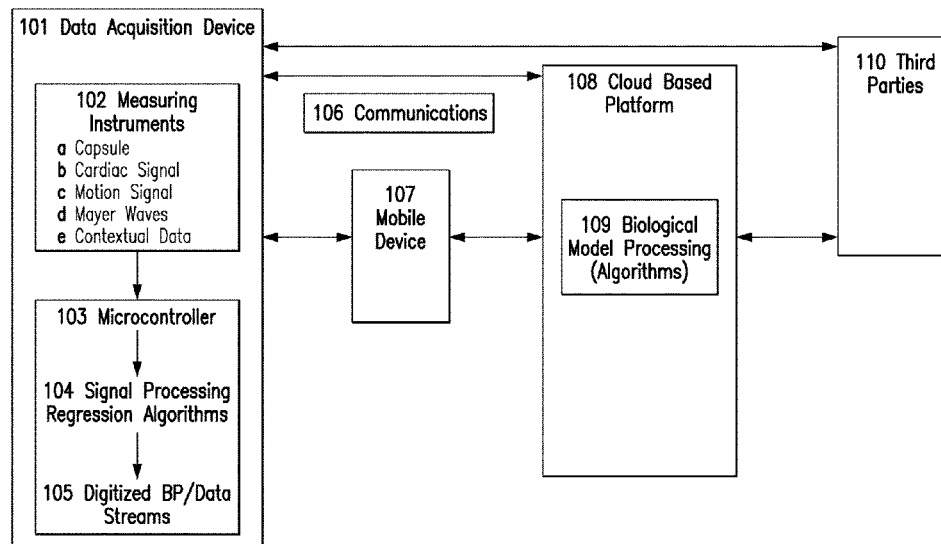 101 Data Acquisition Device
102 Measuring
Instruments
a Capsule
b Cardiac Signal
c Motion Signal
d Mayer Waves
e Contextual Data
103 Microcontroller
104 Signal Processing
Regression Algorithms
105 Digitized BP/Data
Streams
106 Communications
107
Mobile
Device
108 Cloud Based
Platform
109 Biological
Model Processing
(Algorithms)
110 Third
Parties